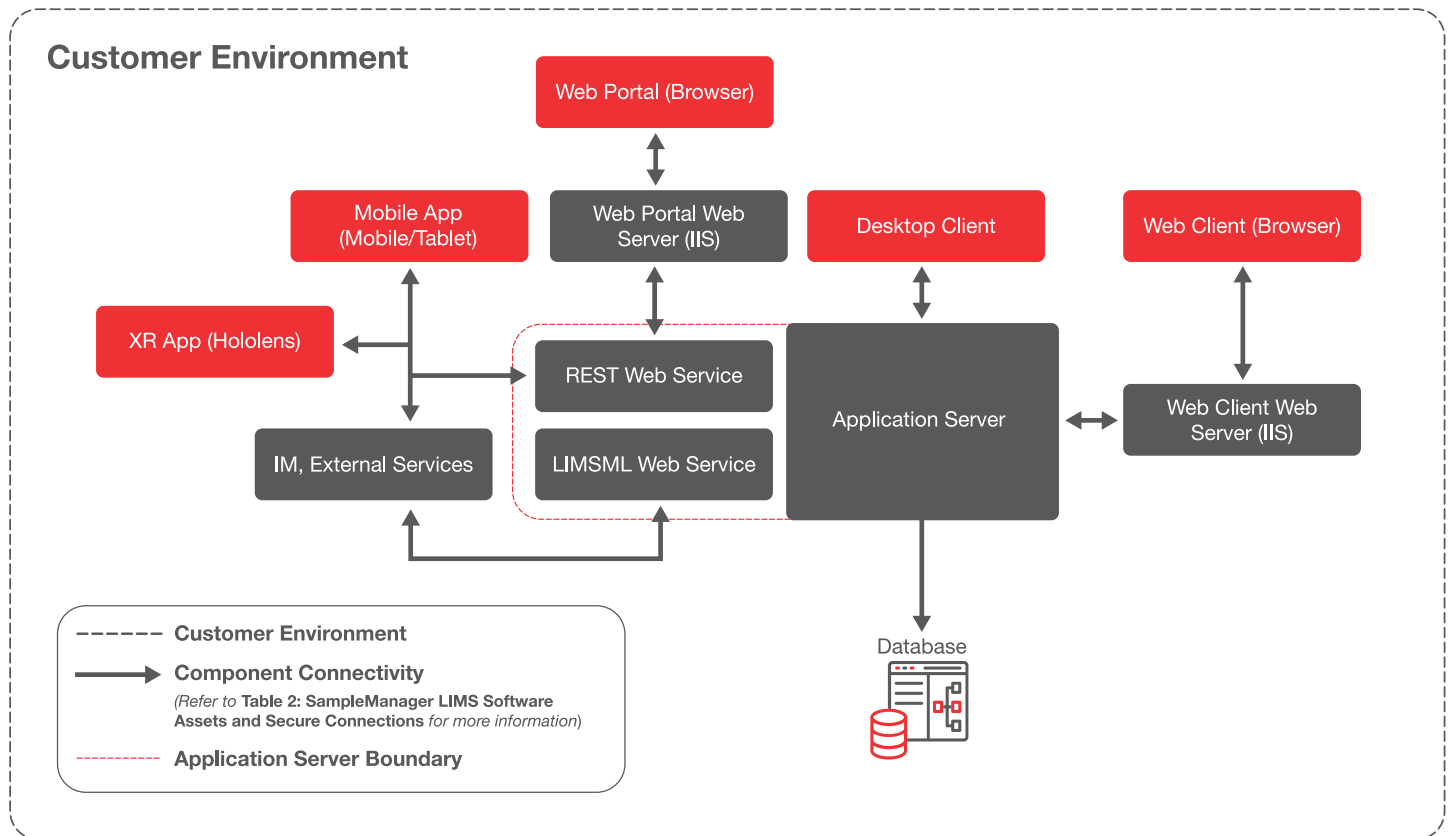 Customer Environment
Web Portal (Browser)
Mobile App
(Mobile/Tablet)
Web Portal Web
Server (IIS)
Desktop Client
Web Client (Browser)
XR App (Hololens)
REST Web Service
Application Server
Web Client Web
Server (IIS)
IM, External Services
LIMSML Web Service
Database
Customer Environment
Component Connectivity
(Refer to Table 2: SampleManager LIMS Software
Assets and Secure Connections for more information)
Application Server Boundary